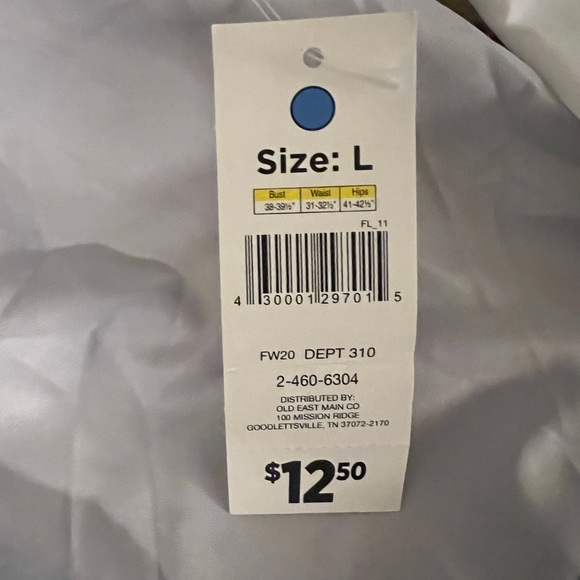 Size: L
Bust Waist Hips
38-39½" 31-32½" 41-42½"
FL_11
4 30001 29701 5
FW20 DEPT 310
2-460-6304
DISTRIBUTED BY:
OLD EAST MAIN CO
100 MISSION RIDGE
GOODLETTSVILLE, TN 37072-2170
$12.50